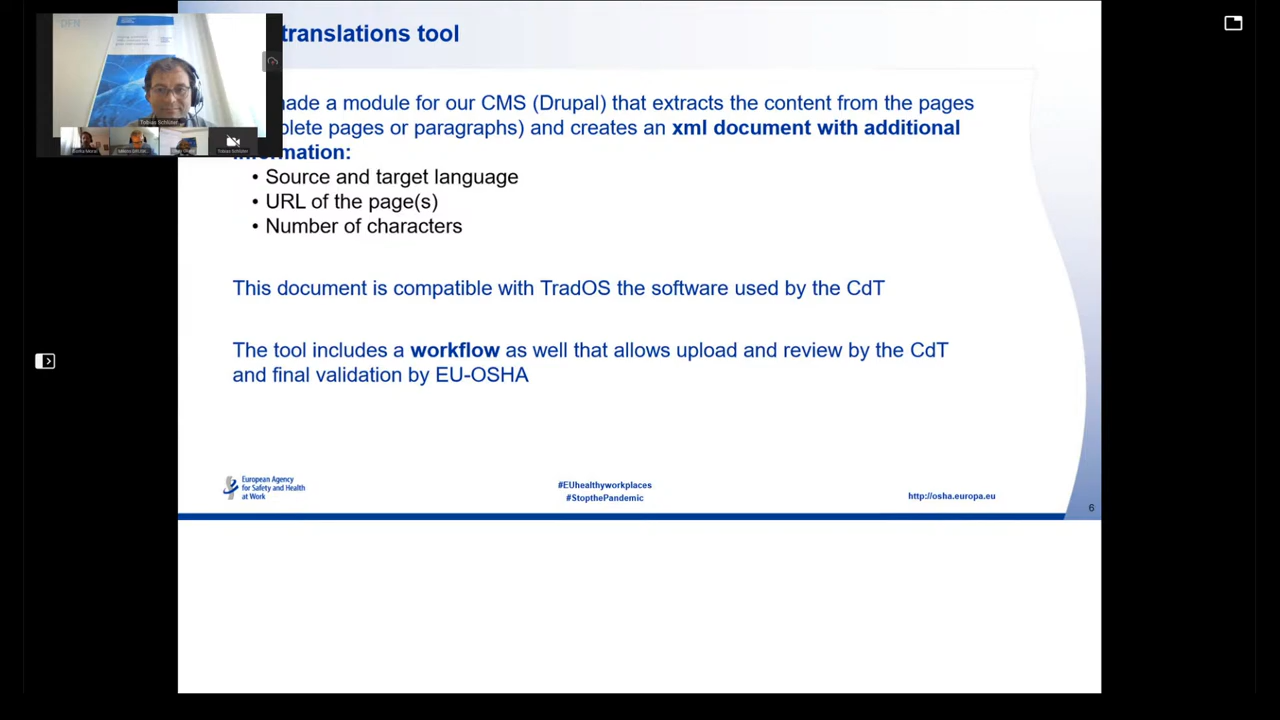 translations tool
DFN
Tobias Schlüter
made a module for our CMS (Drupal) that extracts the content from the pages
plete pages or paragraphs) and creates an xml document with additional
information:
• Source and target language
• URL of the page(s)
• Number of characters
This document is compatible with TradOS the software used by the CdT
The tool includes a workflow as well that allows upload and review by the CdT
and final validation by EU-OSHA
European Agency
for Safety and Health
at Work
#EUhealthyworkplaces
#StopthePandemic
http://osha.europa.eu
6